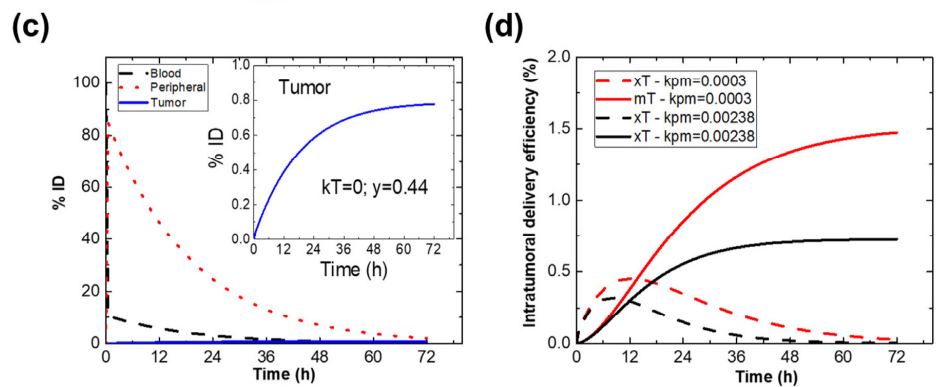 (c)
100
80
60
40
20
0
% ID
Blood
Peripheral
Tumor
1.0
0.8
0.6
0.4
0.2
0.0
% ID
Tumor
kT=0; y=0.44
0 12 24 36 48 60 72
Time (h)
0 12 24 36 48 60 72
Time (h)
(d)
2.0
1.5
1.0
0.5
0.0
Intratumoral delivery efficiency (%)
xT - kpm=0.0003
mT - kpm=0.0003
xT - kpm=0.00238
xT - kpm=0.00238
0 12 24 36 48 60 72
Time (h)